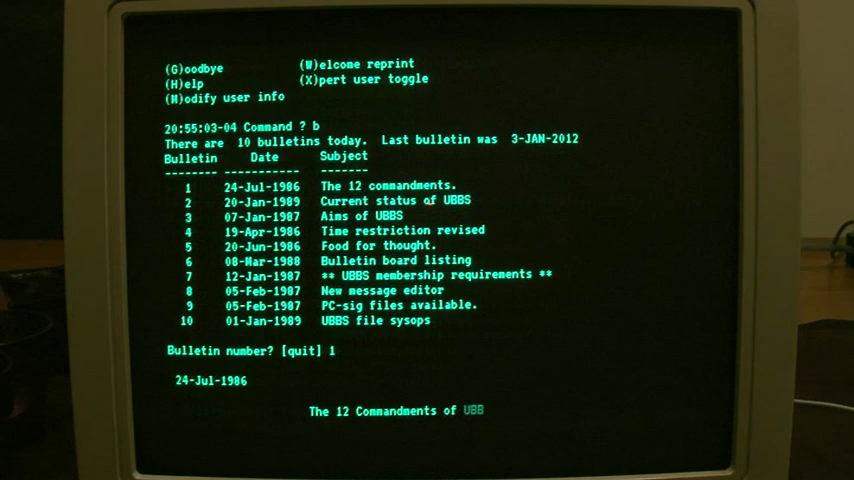 (G)oodbye (W)elcome reprint
(H)elp (X)pert user toggle
(M)odify user info
20:55:03-04 Command ? b
There are 10 bulletins today. Last bulletin was 3-JAN-2012
Bulletin Date Subject
-------- ----------- -------
1 24-Jul-1986 The 12 commandments.
2 20-Jan-1989 Current status of UBBS
3 07-Jan-1987 Aims of UBBS
4 19-Apr-1986 Time restriction revised
5 20-Jun-1986 Food for thought.
6 08-Mar-1988 Bulletin board listing
7 12-Jan-1987 ** UBBS membership requirements **
8 05-Feb-1987 New message editor
9 05-Feb-1987 PC-sig files available.
10 01-Jan-1989 UBBS file sysops
Bulletin number? [quit] 1
24-Jul-1986
The 12 Commandments of UBB